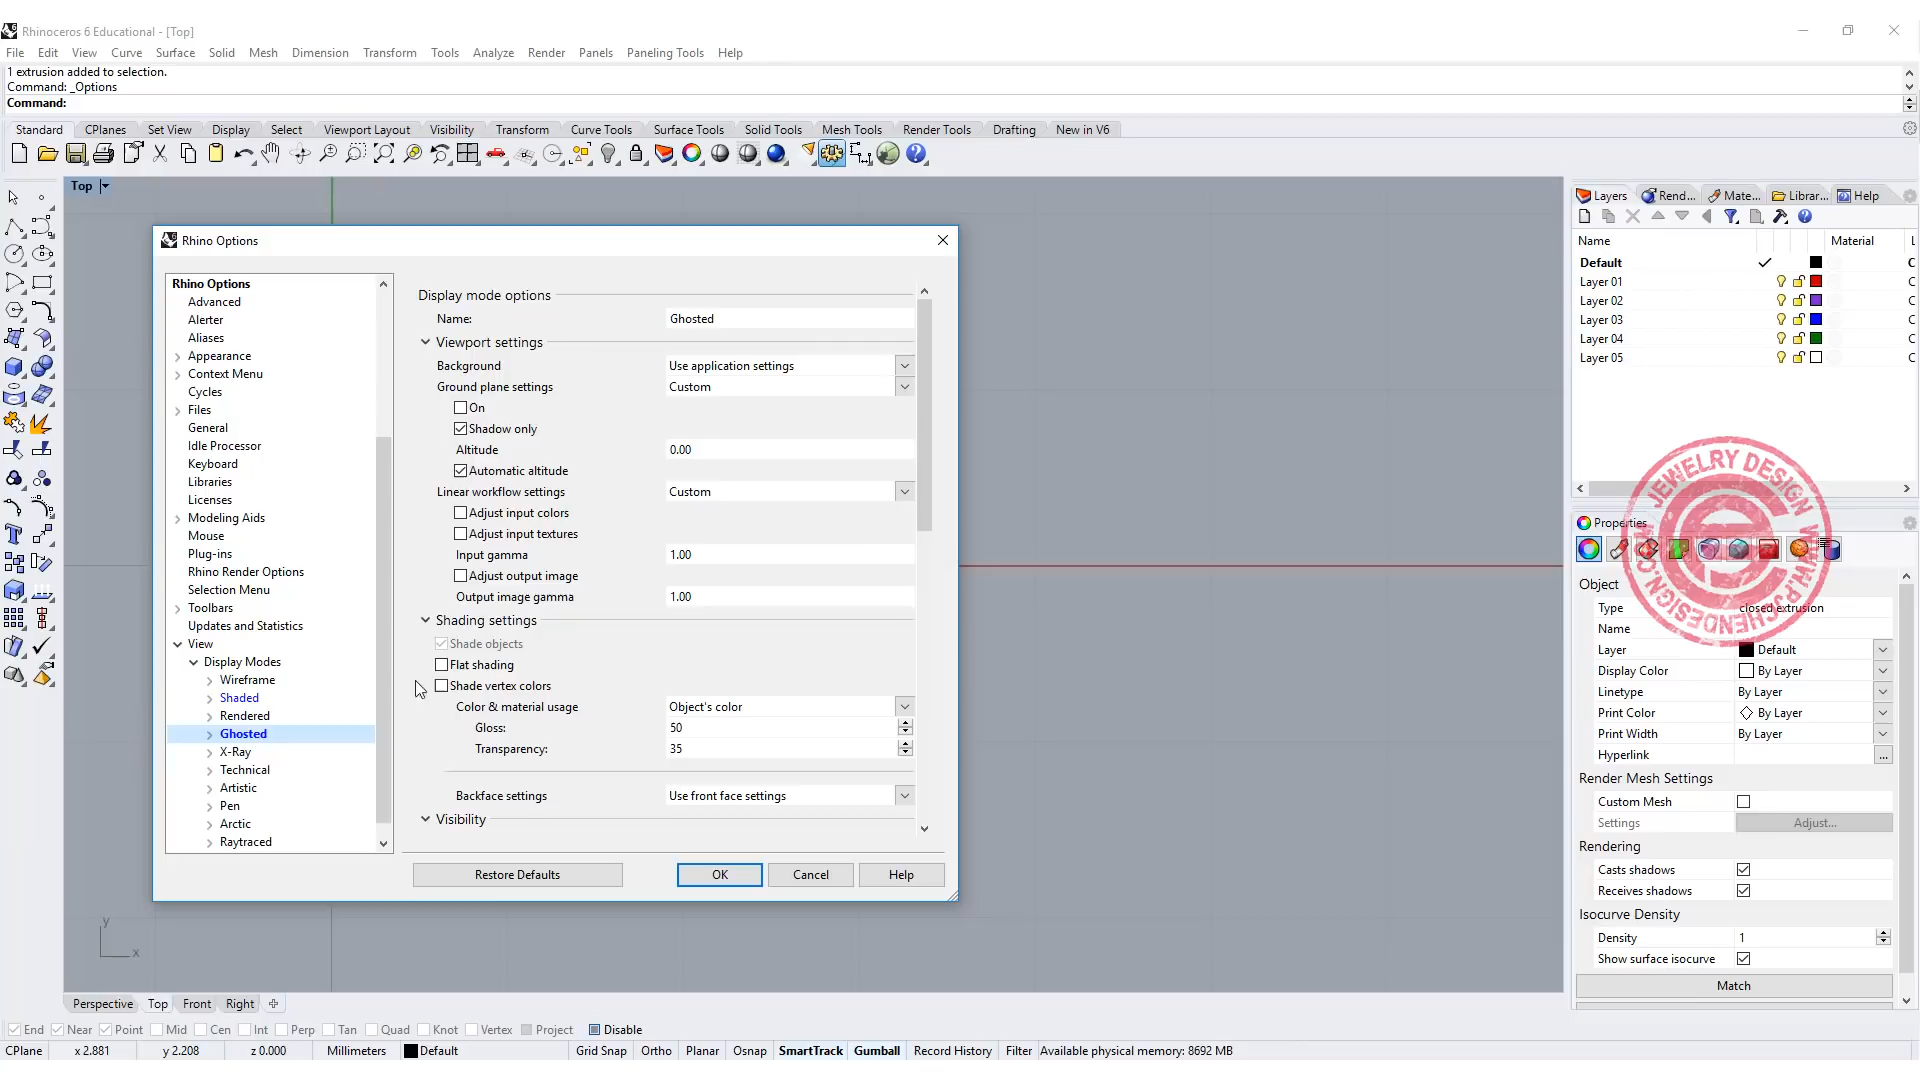 Rhinoceros 6 Educational - [Top]
File Edit View Curve Surface Solid Mesh Dimension Transform Tools Analyze Render Panels Paneling Tools Help
1 extrusion added to selection.
Command: _Options
Command:
Standard CPlanes Set View Display Select Viewport Layout Visibility Transform Curve Tools Surface Tools Solid Tools Mesh Tools Render Tools Drafting New in V6
Top
Rhino Options
Rhino Options
Advanced
Alerter
Aliases
Appearance
Context Menu
Cycles
Files
General
Idle Processor
Keyboard
Libraries
Licenses
Modeling Aids
Mouse
Plug-ins
Rhino Render Options
Selection Menu
Toolbars
Updates and Statistics
View
Display Modes
Wireframe
Shaded
Rendered
Ghosted
X-Ray
Technical
Artistic
Pen
Arctic
Raytraced
Display mode options
Name: Ghosted
Viewport settings
Background Use application settings
Ground plane settings Custom
On
Shadow only
Altitude 0.00
Automatic altitude
Linear workflow settings Custom
Adjust input colors
Adjust input textures
Input gamma 1.00
Adjust output image
Output image gamma 1.00
Shading settings
Shade objects
Flat shading
Shade vertex colors
Color & material usage Object's color
Gloss: 50
Transparency: 35
Backface settings Use front face settings
Visibility
Restore Defaults OK Cancel Help
y
x
Layers Rend... Mate... Librar... Help
Name Material L
Default C
Layer 01 C
Layer 02 C
Layer 03 C
Layer 04 C
Layer 05 C
JEWELRY DESIGN WWW.PJCHENDESIGN.COM
Properties
Object
Type closed extrusion
Name
Layer Default
Display Color By Layer
Linetype By Layer
Print Color By Layer
Print Width By Layer
Hyperlink ...
Render Mesh Settings
Custom Mesh
Settings Adjust...
Rendering
Casts shadows
Receives shadows
Isocurve Density
Density 1
Show surface isocurve
Match
Perspective Top Front Right
End Near Point Mid Cen Int Perp Tan Quad Knot Vertex Project Disable
CPlane x 2.881 y 2.208 z 0.000 Millimeters Default Grid Snap Ortho Planar Osnap SmartTrack Gumball Record History Filter Available physical memory: 8692 MB